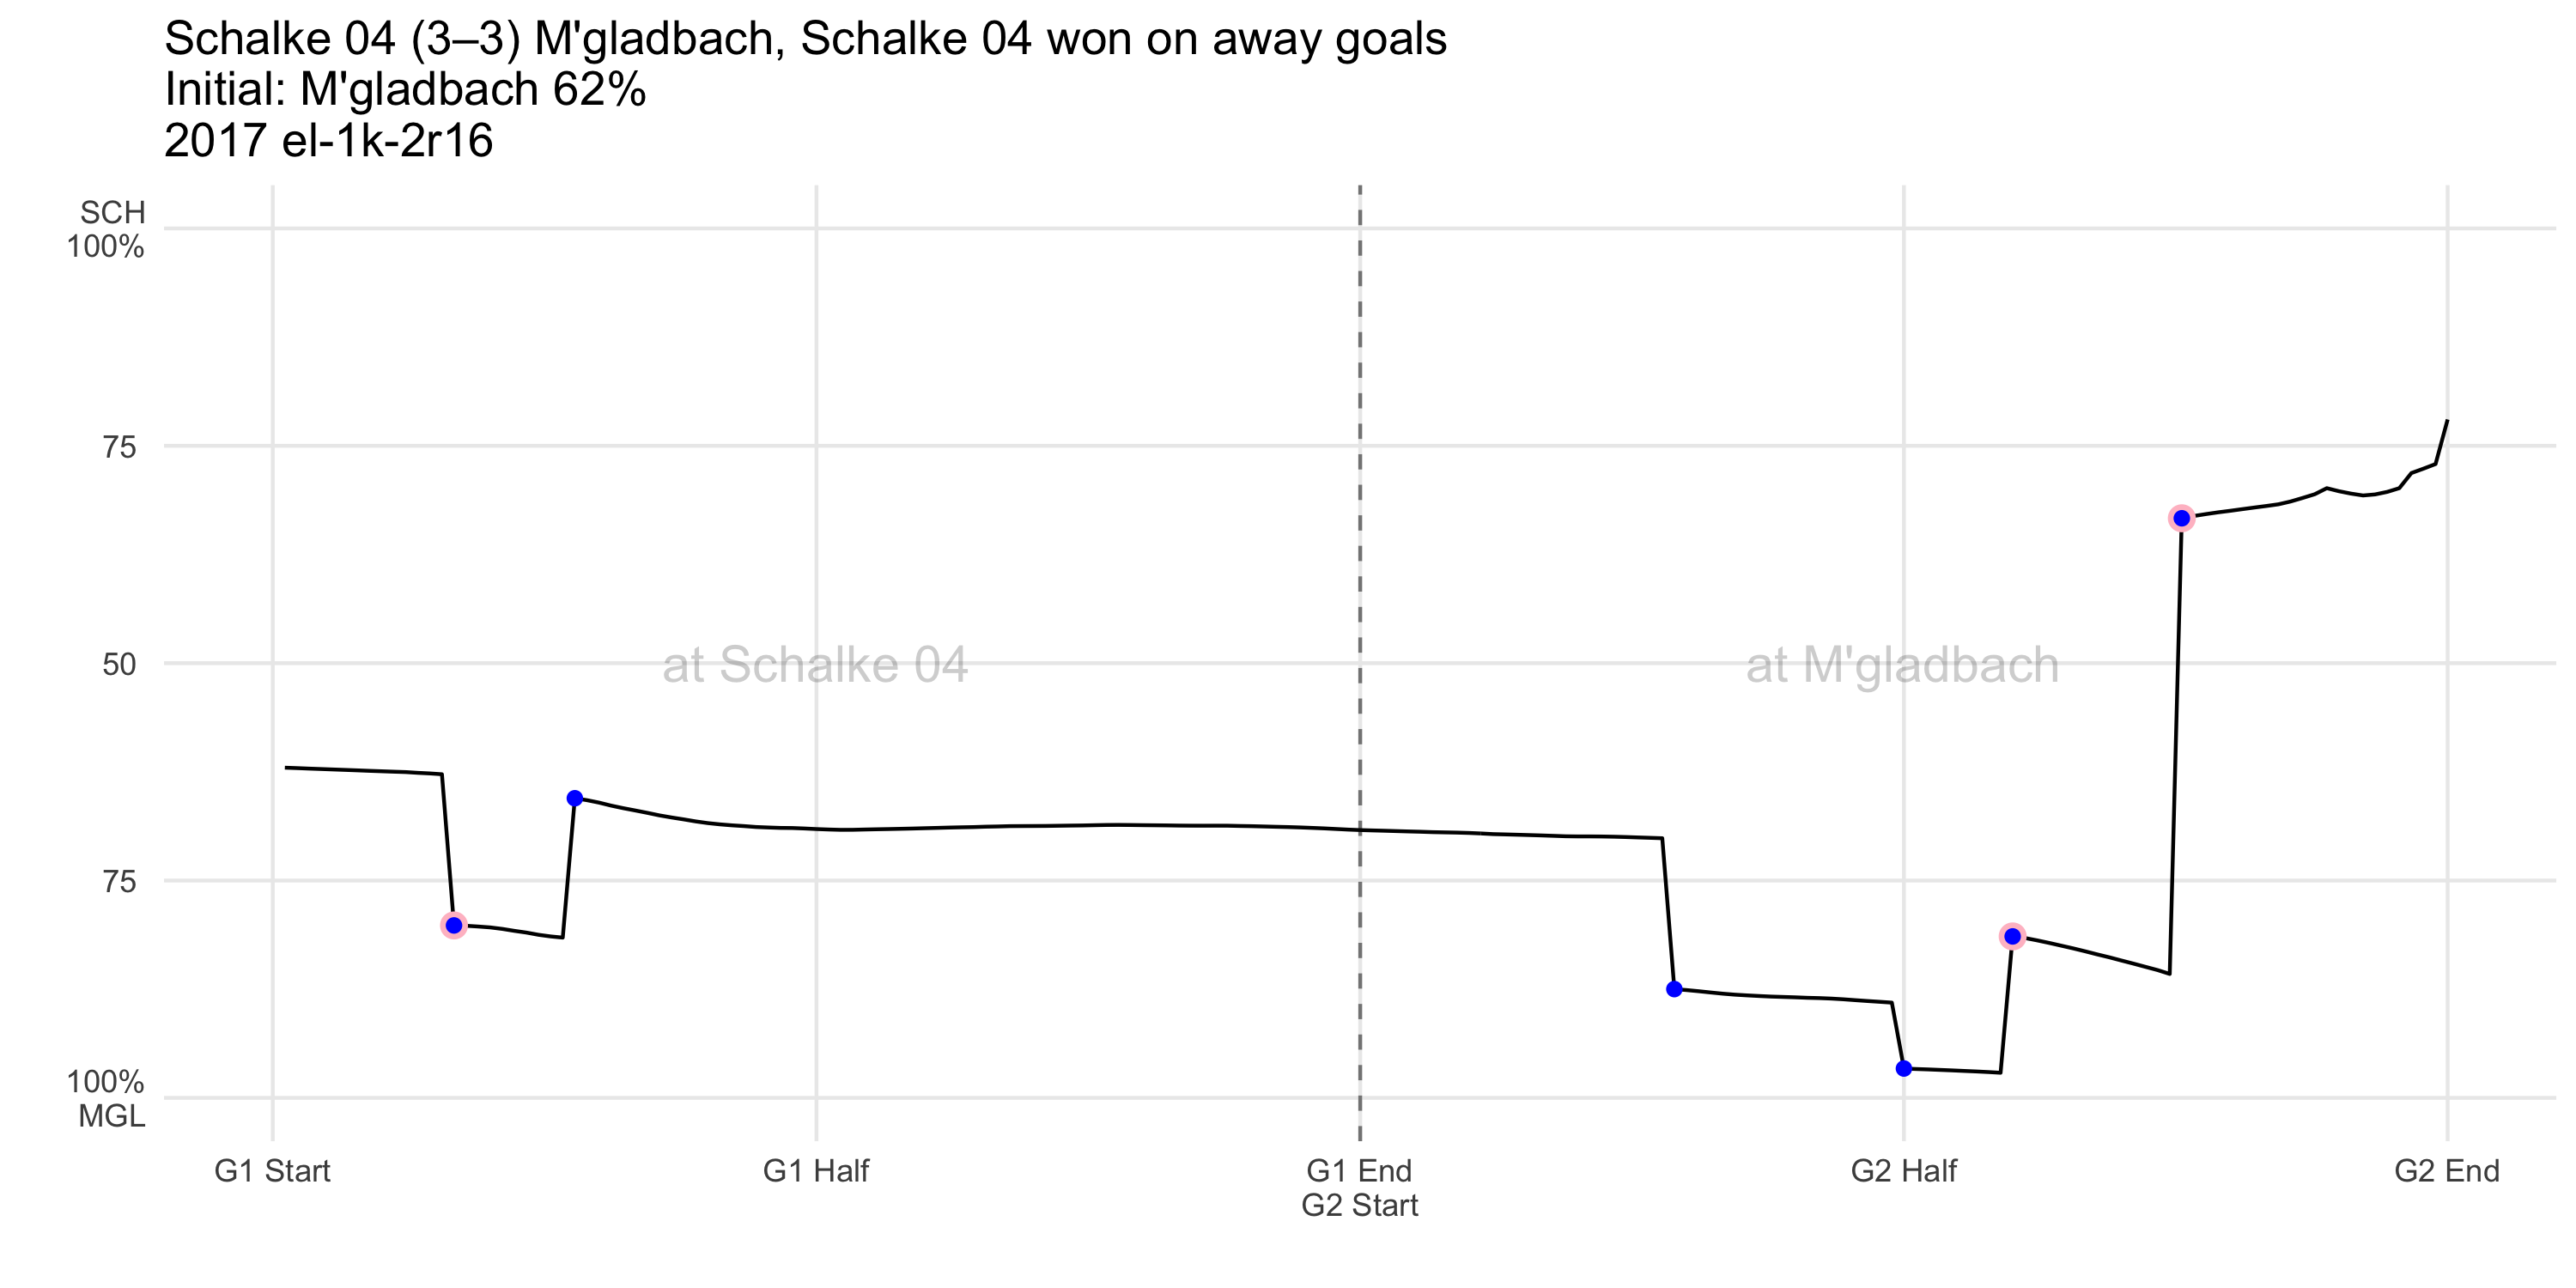 Schalke 04 (3–3) M'gladbach, Schalke 04 won on away goals
Initial: M'gladbach 62%
2017 el-1k-2r16
SCH
100%
75
50
75
100%
MGL
at Schalke 04
at M'gladbach
G1 Start
G1 Half
G1 End
G2 Start
G2 Half
G2 End